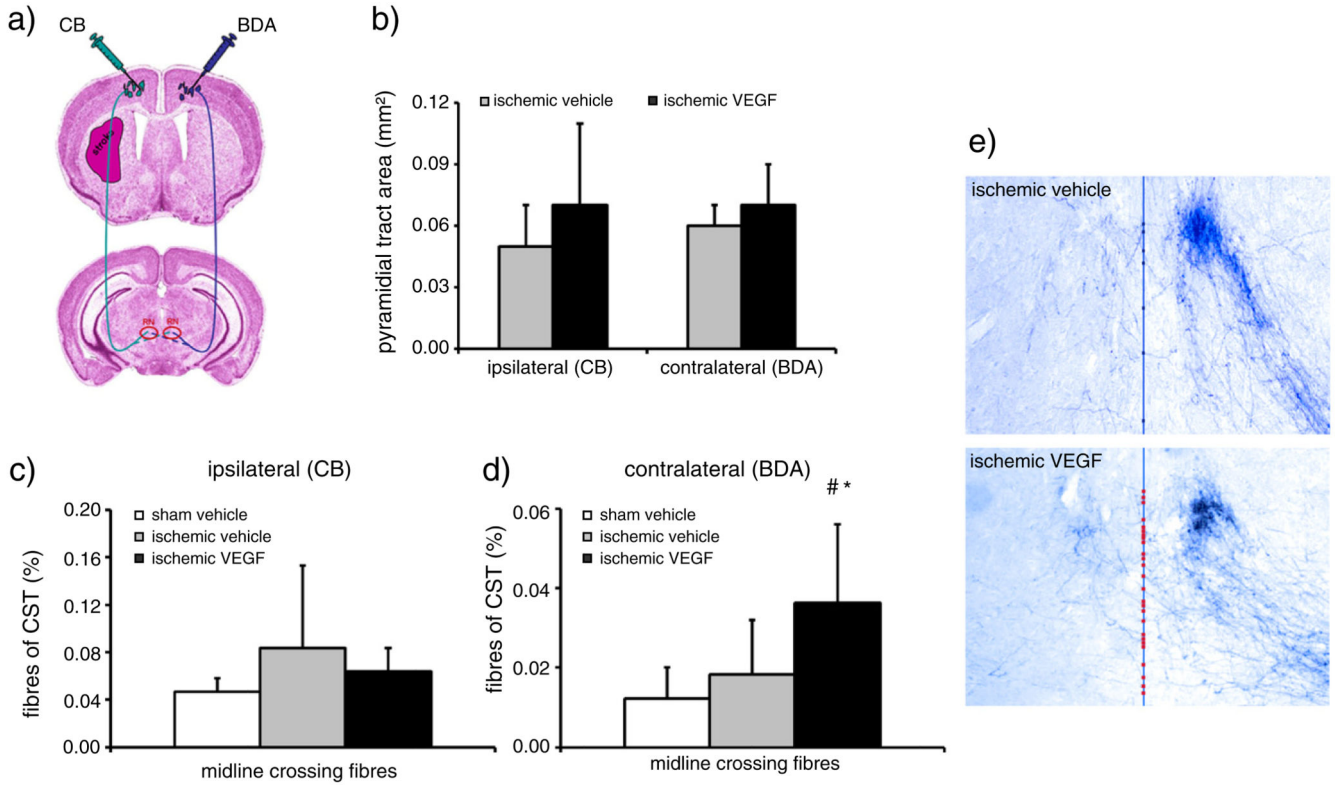 a)
CB
BDA
stroke
RN RN
b)
pyramidial tract area (mm²)
0.12
0.09
0.06
0.03
0.00
ischemic vehicle
ischemic VEGF
ipsilateral (CB)
contralateral (BDA)
c)
ipsilateral (CB)
fibres of CST (%)
0.20
0.16
0.12
0.08
0.04
0.00
sham vehicle
ischemic vehicle
ischemic VEGF
midline crossing fibres
d)
contralateral (BDA)
# *
fibres of CST (%)
0.06
0.04
0.02
0.00
sham vehicle
ischemic vehicle
ischemic VEGF
midline crossing fibres
e)
ischemic vehicle
ischemic VEGF